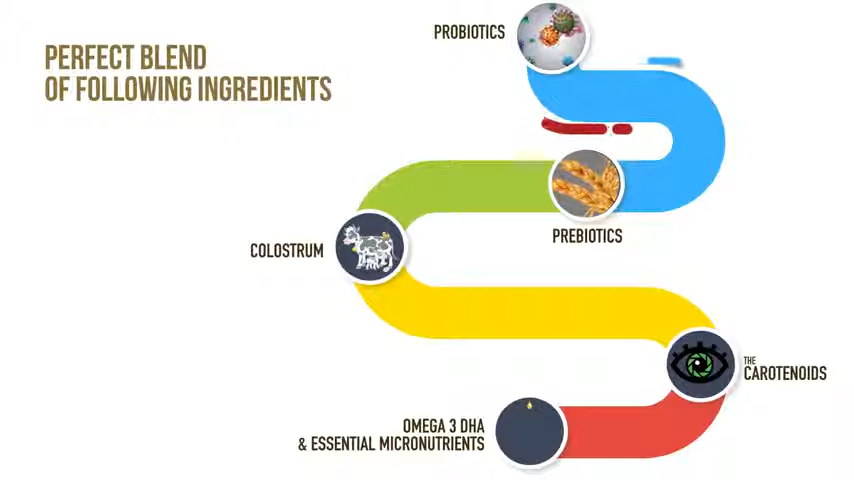 PERFECT BLEND
OF FOLLOWING INGREDIENTS
PROBIOTICS
PREBIOTICS
COLOSTRUM
THE
CAROTENOIDS
OMEGA 3 DHA
& ESSENTIAL MICRONUTRIENTS